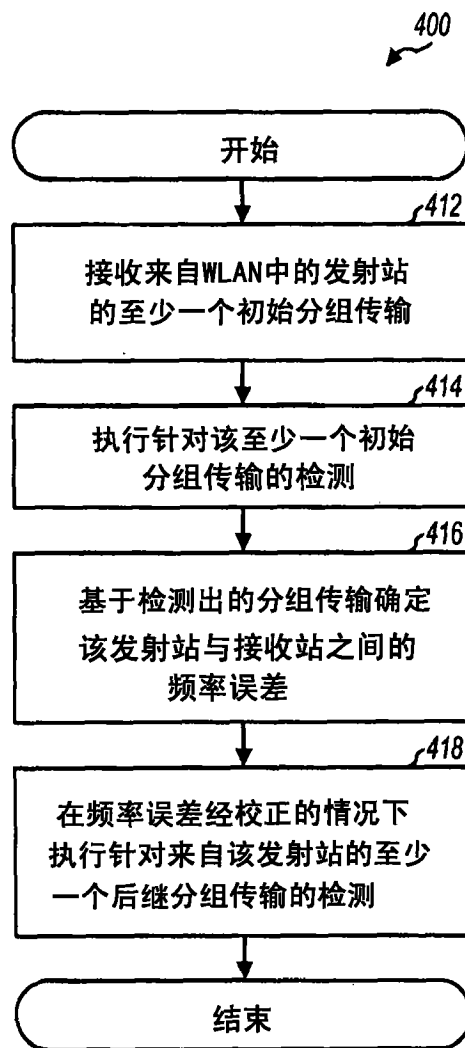 400
开始
412
接收来自WLAN中的发射站
的至少一个初始分组传输
414
执行针对该至少一个初始
分组传输的检测
416
基于检测出的分组传输确定
该发射站与接收站之间的
频率误差
418
在频率误差经校正的情况下
执行针对来自该发射站的至少
一个后继分组传输的检测
结束